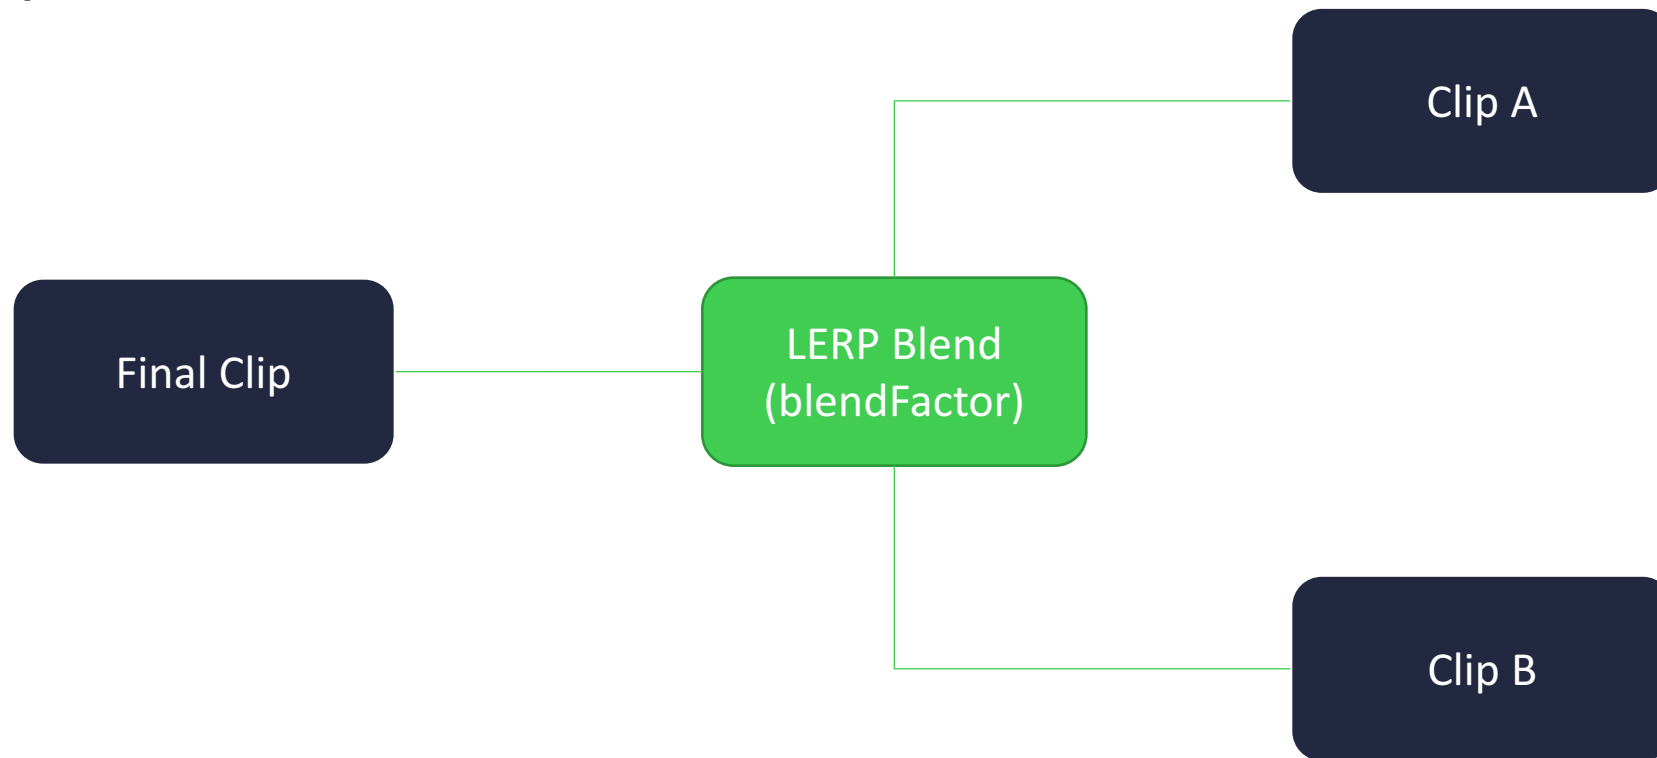 Clip A
LERP Blend
(blendFactor)
Final Clip
Clip B